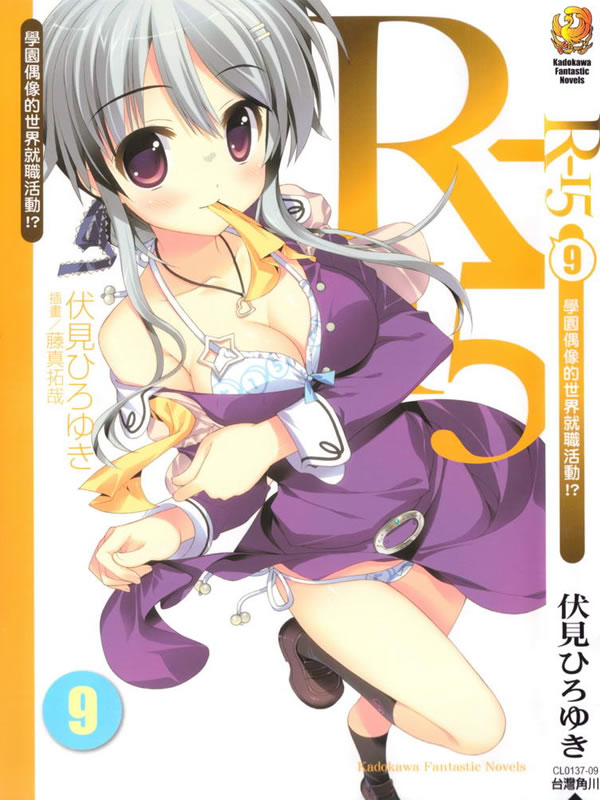 學園偶像的世界就職活動!?
R-15
伏見ひろゆき
插畫／藤真拓哉
9
Kadokawa Fantastic Novels
Kadokawa
Fantastic
Novels
R-15
9
學園偶像的世界就職活動!?
伏見ひろゆき
CL0137-09
台灣角川